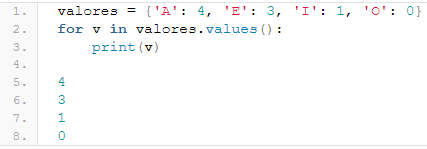 1. valores = {'A': 4, 'E': 3, 'I': 1, 'O': 0}
2. for v in valores.values():
3.     print(v)
4.
5. 4
6. 3
7. 1
8. 0